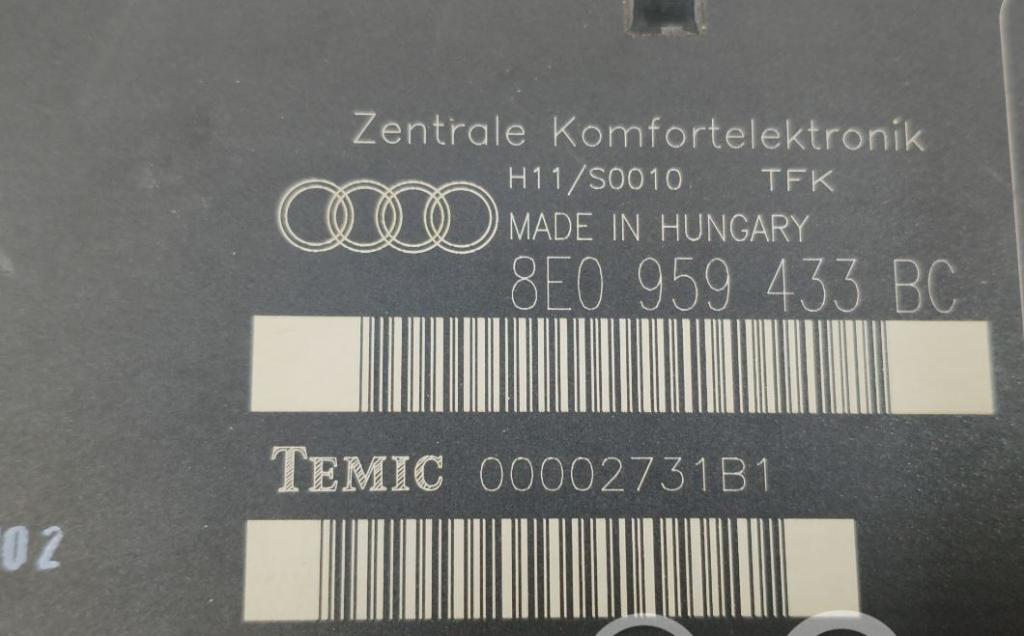 Zentrale Komfortelektronik
H11/S0010 TFK
MADE IN HUNGARY
8E0 959 433 BC
TEMIC 00002731B1
02